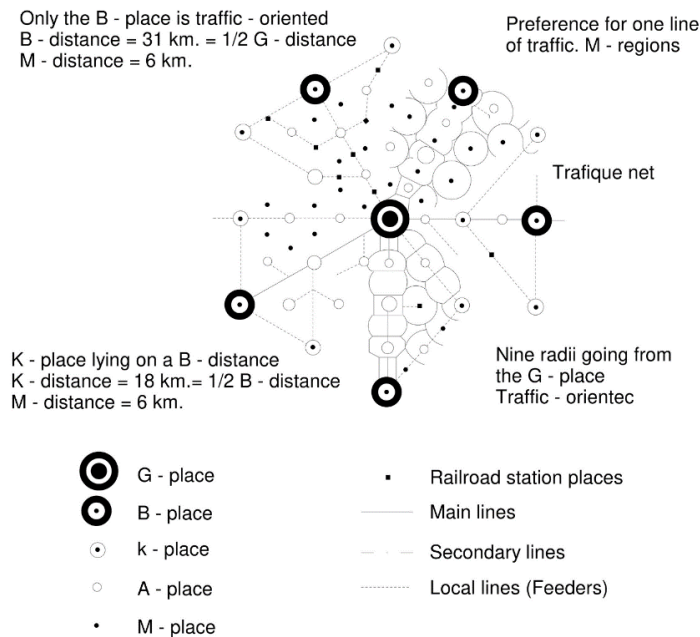 Only the B - place is traffic - oriented
B - distance = 31 km. = 1/2 G - distance
M - distance = 6 km.
Preference for one line
of traffic. M - regions
Trafique net
K - place lying on a B - distance
K - distance = 18 km.= 1/2 B - distance
M - distance = 6 km.
Nine radii going from
the G - place
Traffic - orientec
G - place
B - place
k - place
A - place
M - place
Railroad station places
Main lines
Secondary lines
Local lines (Feeders)